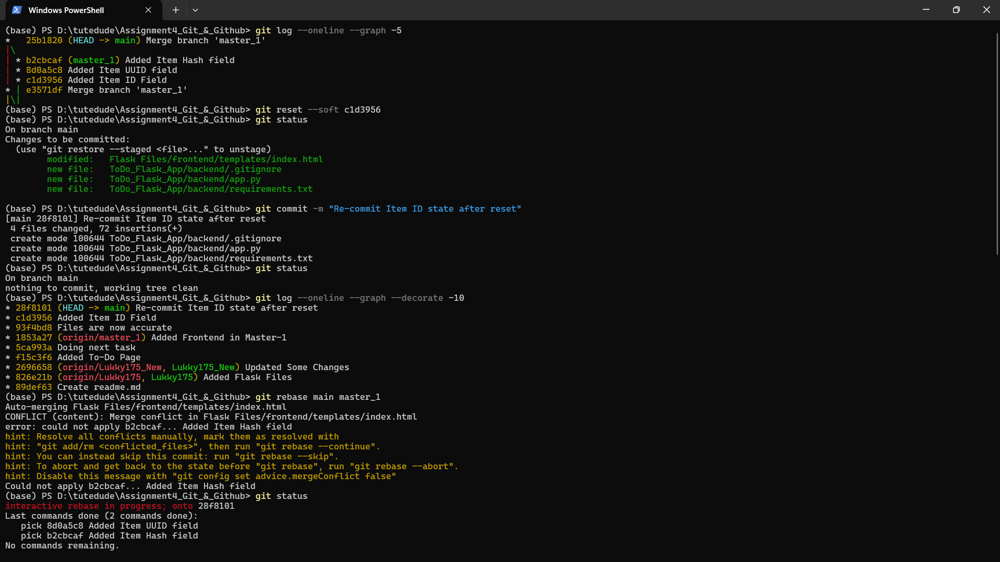 Windows PowerShell
(base) PS D:\tutedude\Assignment4_Git_&_Github> git log --oneline --graph -5
*   25b1820 (HEAD -> main) Merge branch 'master_1'
|\
| * b2cbcaf (master_1) Added Item Hash field
| * 8d0a5c8 Added Item UUID field
| * c1d3956 Added Item ID Field
* | e3571df Merge branch 'master_1'
|\|
(base) PS D:\tutedude\Assignment4_Git_&_Github> git reset --soft c1d3956
(base) PS D:\tutedude\Assignment4_Git_&_Github> git status
On branch main
Changes to be committed:
  (use "git restore --staged <file>..." to unstage)
        modified:   Flask Files/frontend/templates/index.html
        new file:   ToDo_Flask_App/backend/.gitignore
        new file:   ToDo_Flask_App/backend/app.py
        new file:   ToDo_Flask_App/backend/requirements.txt
(base) PS D:\tutedude\Assignment4_Git_&_Github> git commit -m "Re-commit Item ID state after reset"
[main 28f8101] Re-commit Item ID state after reset
 4 files changed, 72 insertions(+)
 create mode 100644 ToDo_Flask_App/backend/.gitignore
 create mode 100644 ToDo_Flask_App/backend/app.py
 create mode 100644 ToDo_Flask_App/backend/requirements.txt
(base) PS D:\tutedude\Assignment4_Git_&_Github> git status
On branch main
nothing to commit, working tree clean
(base) PS D:\tutedude\Assignment4_Git_&_Github> git log --oneline --graph --decorate -10
* 28f8101 (HEAD -> main) Re-commit Item ID state after reset
* c1d3956 Added Item ID Field
* 93f4bd8 Files are now accurate
* 1853a27 (origin/master_1) Added Frontend in Master-1
* 5ca993a Doing next task
* f15c3f6 Added To-Do Page
* 2696658 (origin/Lukky175_New, Lukky175_New) Updated Some Changes
* 826e21b (origin/Lukky175, Lukky175) Added Flask Files
* 89def63 Create readme.md
(base) PS D:\tutedude\Assignment4_Git_&_Github> git rebase main master_1
Auto-merging Flask Files/frontend/templates/index.html
CONFLICT (content): Merge conflict in Flask Files/frontend/templates/index.html
error: could not apply b2cbcaf... Added Item Hash field
hint: Resolve all conflicts manually, mark them as resolved with
hint: "git add/rm <conflicted_files>", then run "git rebase --continue".
hint: You can instead skip this commit: run "git rebase --skip".
hint: To abort and get back to the state before "git rebase", run "git rebase --abort".
hint: Disable this message with "git config set advice.mergeConflict false"
Could not apply b2cbcaf... Added Item Hash field
(base) PS D:\tutedude\Assignment4_Git_&_Github> git status
interactive rebase in progress; onto 28f8101
Last commands done (2 commands done):
   pick 8d0a5c8 Added Item UUID field
   pick b2cbcaf Added Item Hash field
No commands remaining.